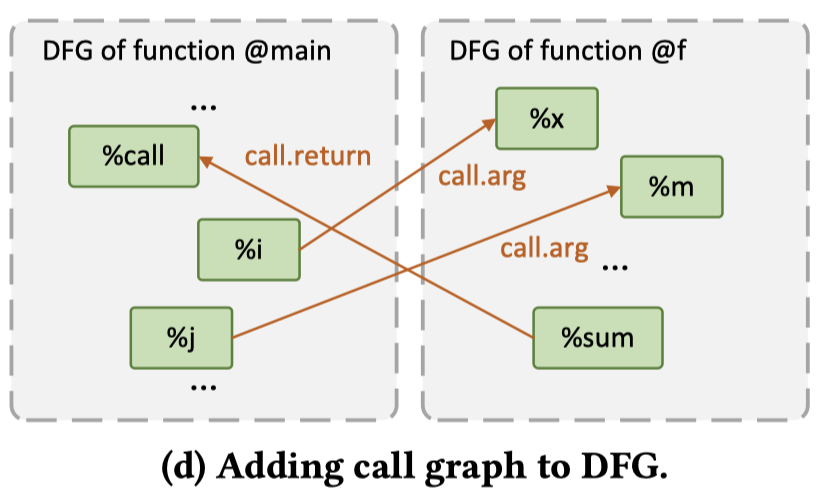 DFG of function @main
DFG of function @f
...
%x
%call
call.return
call.arg
%m
%i
call.arg
...
%j
%sum
...
(d) Adding call graph to DFG.